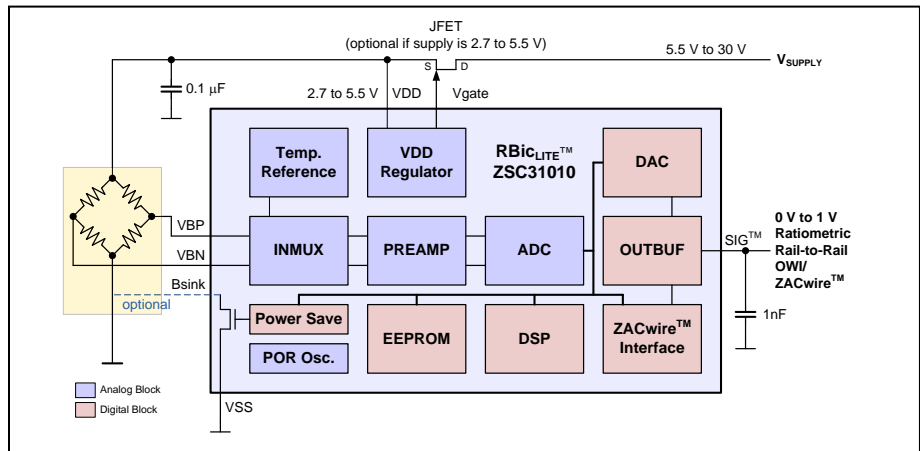 JFET
(optional if supply is 2.7 to 5.5 V)
5.5 V to 30 V
VSUPPLY
S
D
0.1 µF
2.7 to 5.5 V
VDD
Vgate
Temp.
Reference
VDD
Regulator
RBicLITE™
ZSC31010
DAC
VBP
VBN
INMUX
PREAMP
ADC
OUTBUF
SIG™
0 V to 1 V
Ratiometric
Rail-to-Rail
OWI/
ZACwire™
Bsink
optional
Power Save
EEPROM
DSP
ZACwire™
Interface
1nF
POR Osc.
Analog Block
Digital Block
VSS